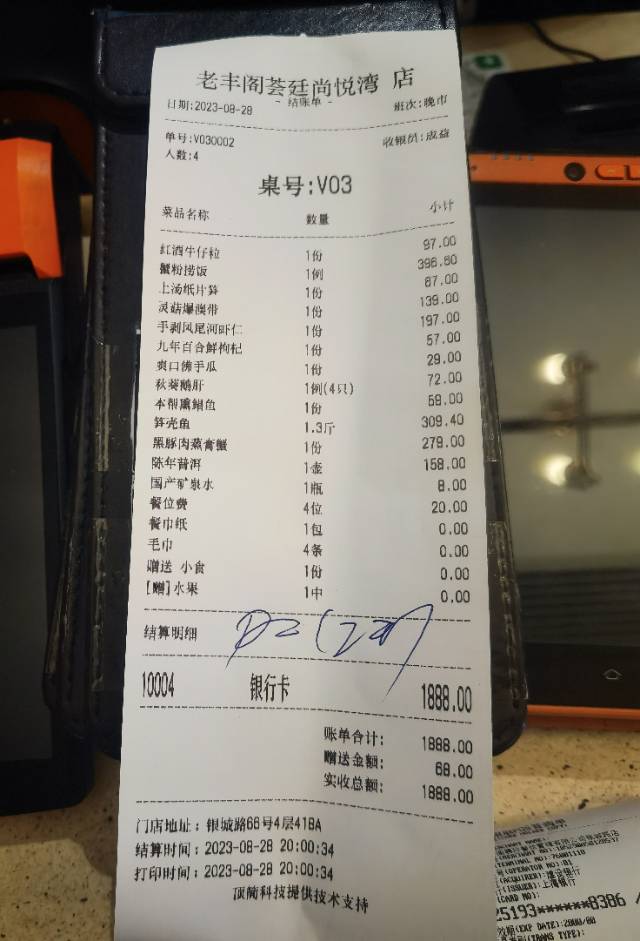 老丰阁荟廷尚悦湾 店
- 结账单 -
日期:2023-08-28 班次:晚市
单号:V030002 收银员:成益
人数:4
桌号:V03
菜品名称 数量 小计
红酒牛仔粒 1份 97.00
蟹粉捞饭 1例 396.60
上汤纸片笋 1份 67.00
灵菇爆澳带 1份 139.00
手剥凤尾河虾仁 1份 197.00
九年百合鲜枸杞 1份 57.00
爽口佛手瓜 1份 29.00
秋葵鹅肝 1例(4只) 72.00
本帮熏鲳鱼 1份 59.00
笋壳鱼 1.3斤 309.40
黑豚肉蒸膏蟹 1份 279.00
陈年普洱 1壶 158.00
国产矿泉水 1瓶 8.00
餐位费 4位 20.00
餐巾纸 1包 0.00
毛巾 4条 0.00
赠送 小食 1份 0.00
[赠]水果 1中 0.00
结算明细
10004 银行卡 1888.00
账单合计: 1888.00
赠送金额: 68.00
实收总额: 1888.00
门店地址: 银城路66号4层418A
结算时间: 2023-08-28 20:00:34
打印时间: 2023-08-28 20:00:34
顶简科技提供技术支持
25193******8386 /